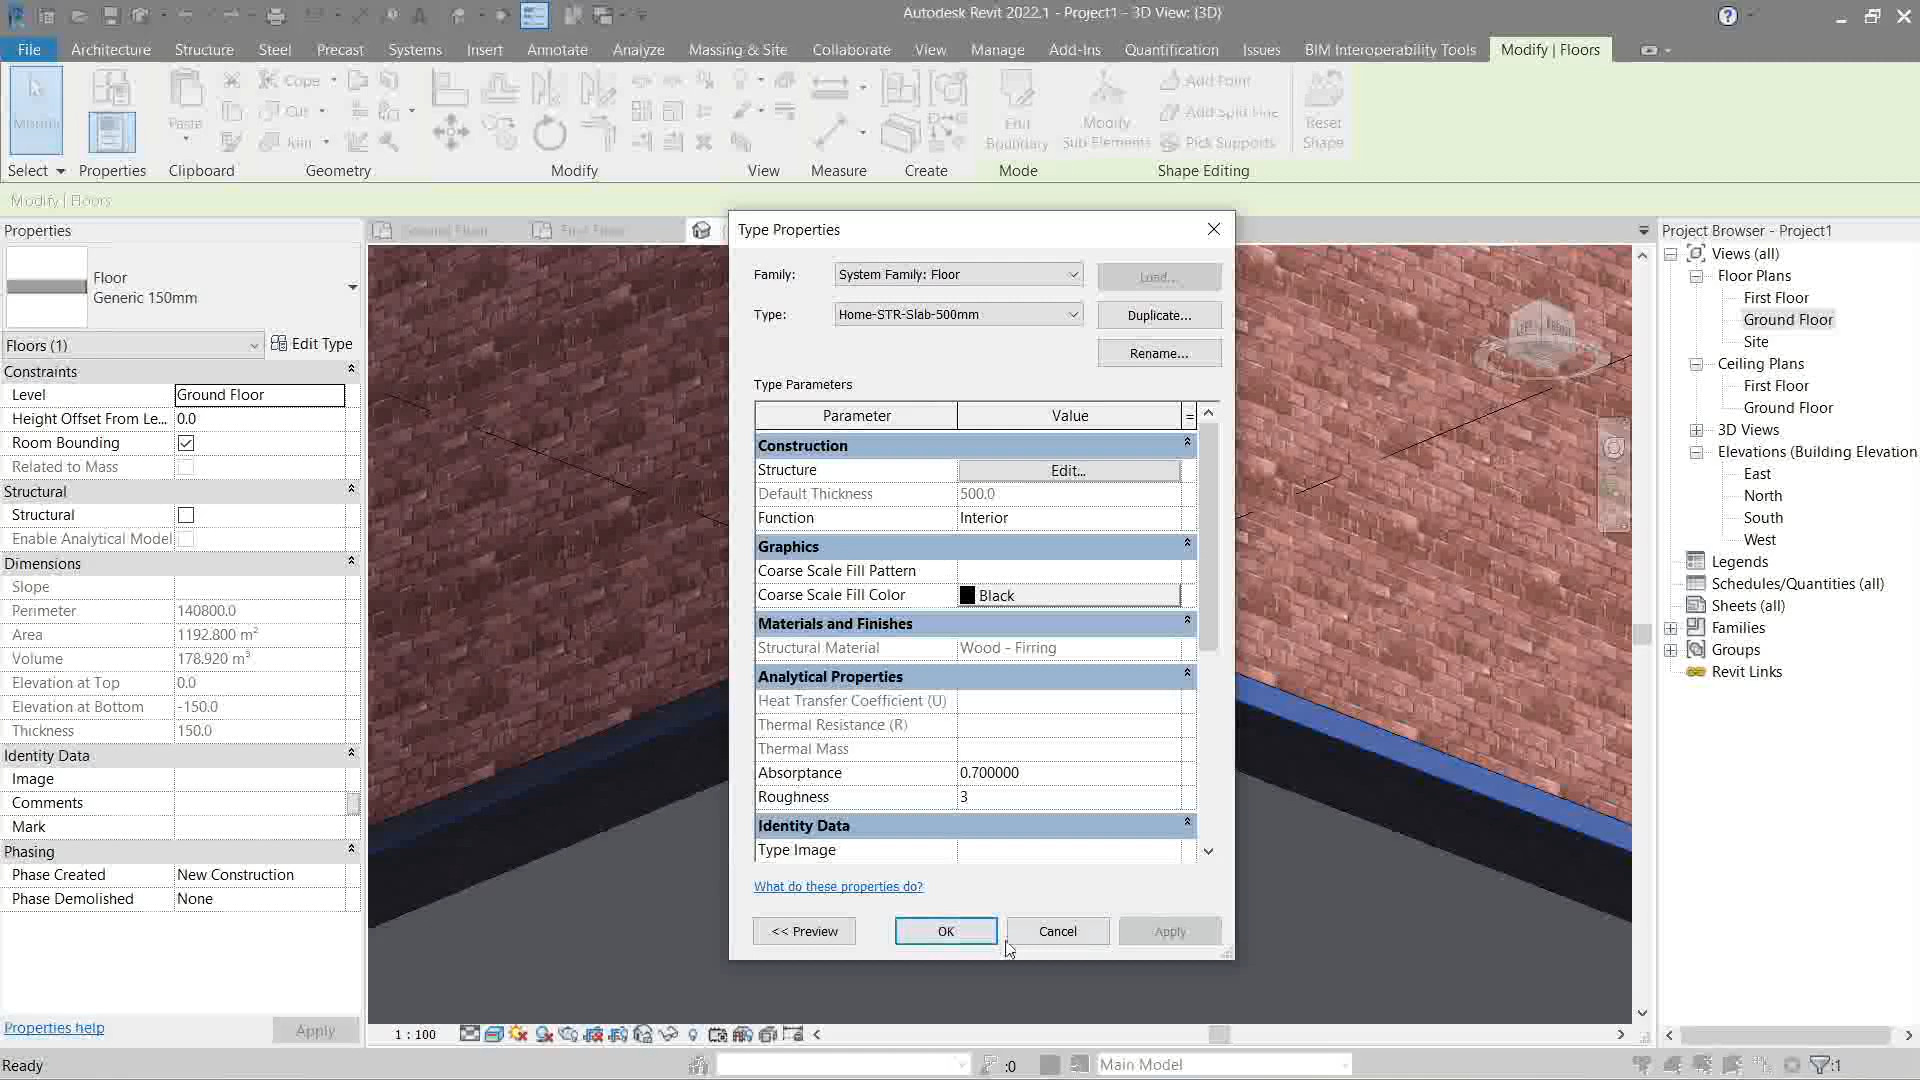 Autodesk Revit 2022.1 - Project1 - 3D View: {3D}
File Architecture Structure Steel Precast Systems Insert Annotate Analyze Massing & Site Collaborate View Manage Add-Ins Quantification Issues BIM Interoperability Tools Modify | Floors
Modify Paste Cope Cut Join Edit Boundary Modify Sub Elements Add Point Add Split Line Pick Supports Reset Shape
Select Properties Clipboard Geometry Modify View Measure Create Mode Shape Editing
Modify | Floors
Properties
Floor
Generic 150mm
Floors (1) Edit Type
Constraints
Level Ground Floor
Height Offset From Le... 0.0
Room Bounding
Related to Mass
Structural
Structural
Enable Analytical Model
Dimensions
Slope
Perimeter 140800.0
Area 1192.800 m²
Volume 178.920 m³
Elevation at Top 0.0
Elevation at Bottom -150.0
Thickness 150.0
Identity Data
Image
Comments
Mark
Phasing
Phase Created New Construction
Phase Demolished None
Properties help Apply
Ground Floor First Floor
Type Properties
Family: System Family: Floor Load...
Type: Home-STR-Slab-500mm Duplicate...
Rename...
Type Parameters
Parameter Value =
Construction
Structure Edit...
Default Thickness 500.0
Function Interior
Graphics
Coarse Scale Fill Pattern
Coarse Scale Fill Color Black
Materials and Finishes
Structural Material Wood - Firring
Analytical Properties
Heat Transfer Coefficient (U)
Thermal Resistance (R)
Thermal Mass
Absorptance 0.700000
Roughness 3
Identity Data
Type Image
What do these properties do?
<< Preview OK Cancel Apply
Project Browser - Project1
Views (all)
Floor Plans
First Floor
Ground Floor
Site
Ceiling Plans
First Floor
Ground Floor
3D Views
Elevations (Building Elevation
East
North
South
West
Legends
Schedules/Quantities (all)
Sheets (all)
Families
Groups
Revit Links
1 : 100
Ready :0 Main Model :1